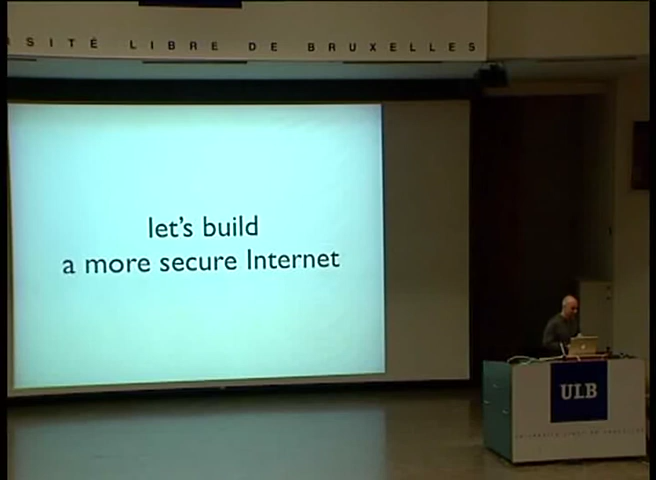 SITÉ LIBRE DE BRUXELLES
let's build
a more secure Internet
ULB